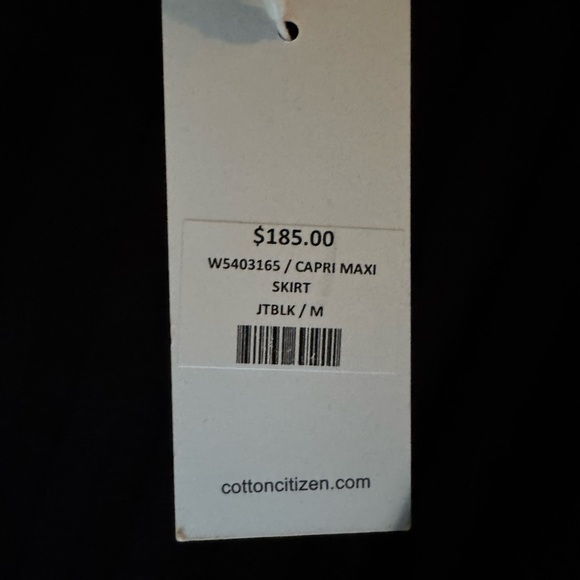 $185.00
W5403165 / CAPRI MAXI
SKIRT
JTBLK / M
cottoncitizen.com